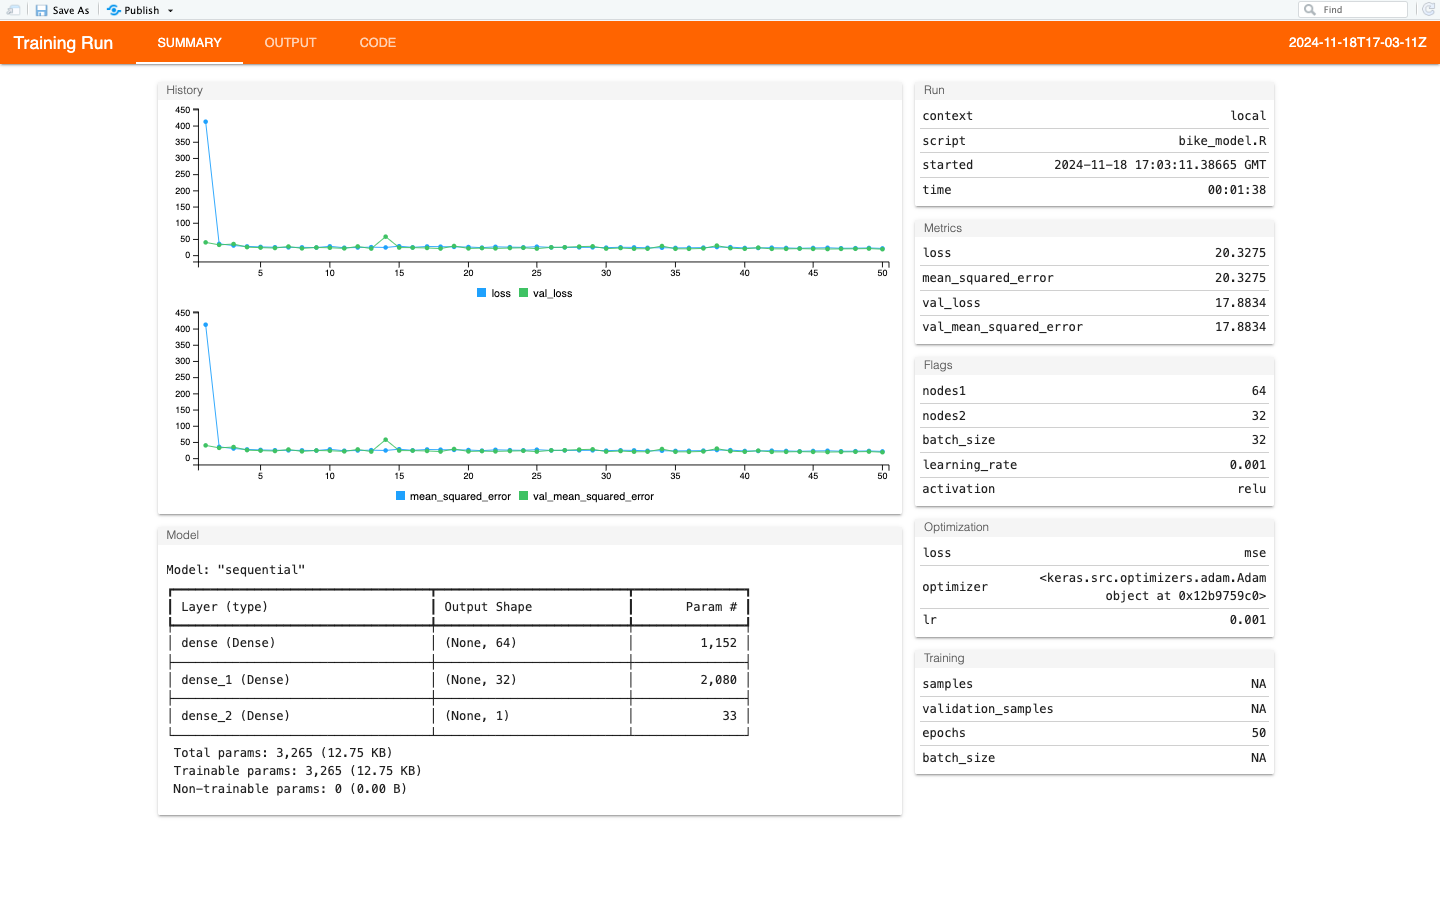 Save As Publish Find
Training Run SUMMARY OUTPUT CODE 2024-11-18T17-03-11Z
History
450
400
350
300
250
200
150
100
50
0
5 10 15 20 25 30 35 40 45 50
loss val_loss
450
400
350
300
250
200
150
100
50
0
5 10 15 20 25 30 35 40 45 50
mean_squared_error val_mean_squared_error
Model
Model: "sequential"
Layer (type) Output Shape Param #
dense (Dense) (None, 64) 1,152
dense_1 (Dense) (None, 32) 2,080
dense_2 (Dense) (None, 1) 33
Total params: 3,265 (12.75 KB)
Trainable params: 3,265 (12.75 KB)
Non-trainable params: 0 (0.00 B)
Run
context local
script bike_model.R
started 2024-11-18 17:03:11.38665 GMT
time 00:01:38
Metrics
loss 20.3275
mean_squared_error 20.3275
val_loss 17.8834
val_mean_squared_error 17.8834
Flags
nodes1 64
nodes2 32
batch_size 32
learning_rate 0.001
activation relu
Optimization
loss mse
optimizer <keras.src.optimizers.adam.Adam
object at 0x12b9759c0>
lr 0.001
Training
samples NA
validation_samples NA
epochs 50
batch_size NA